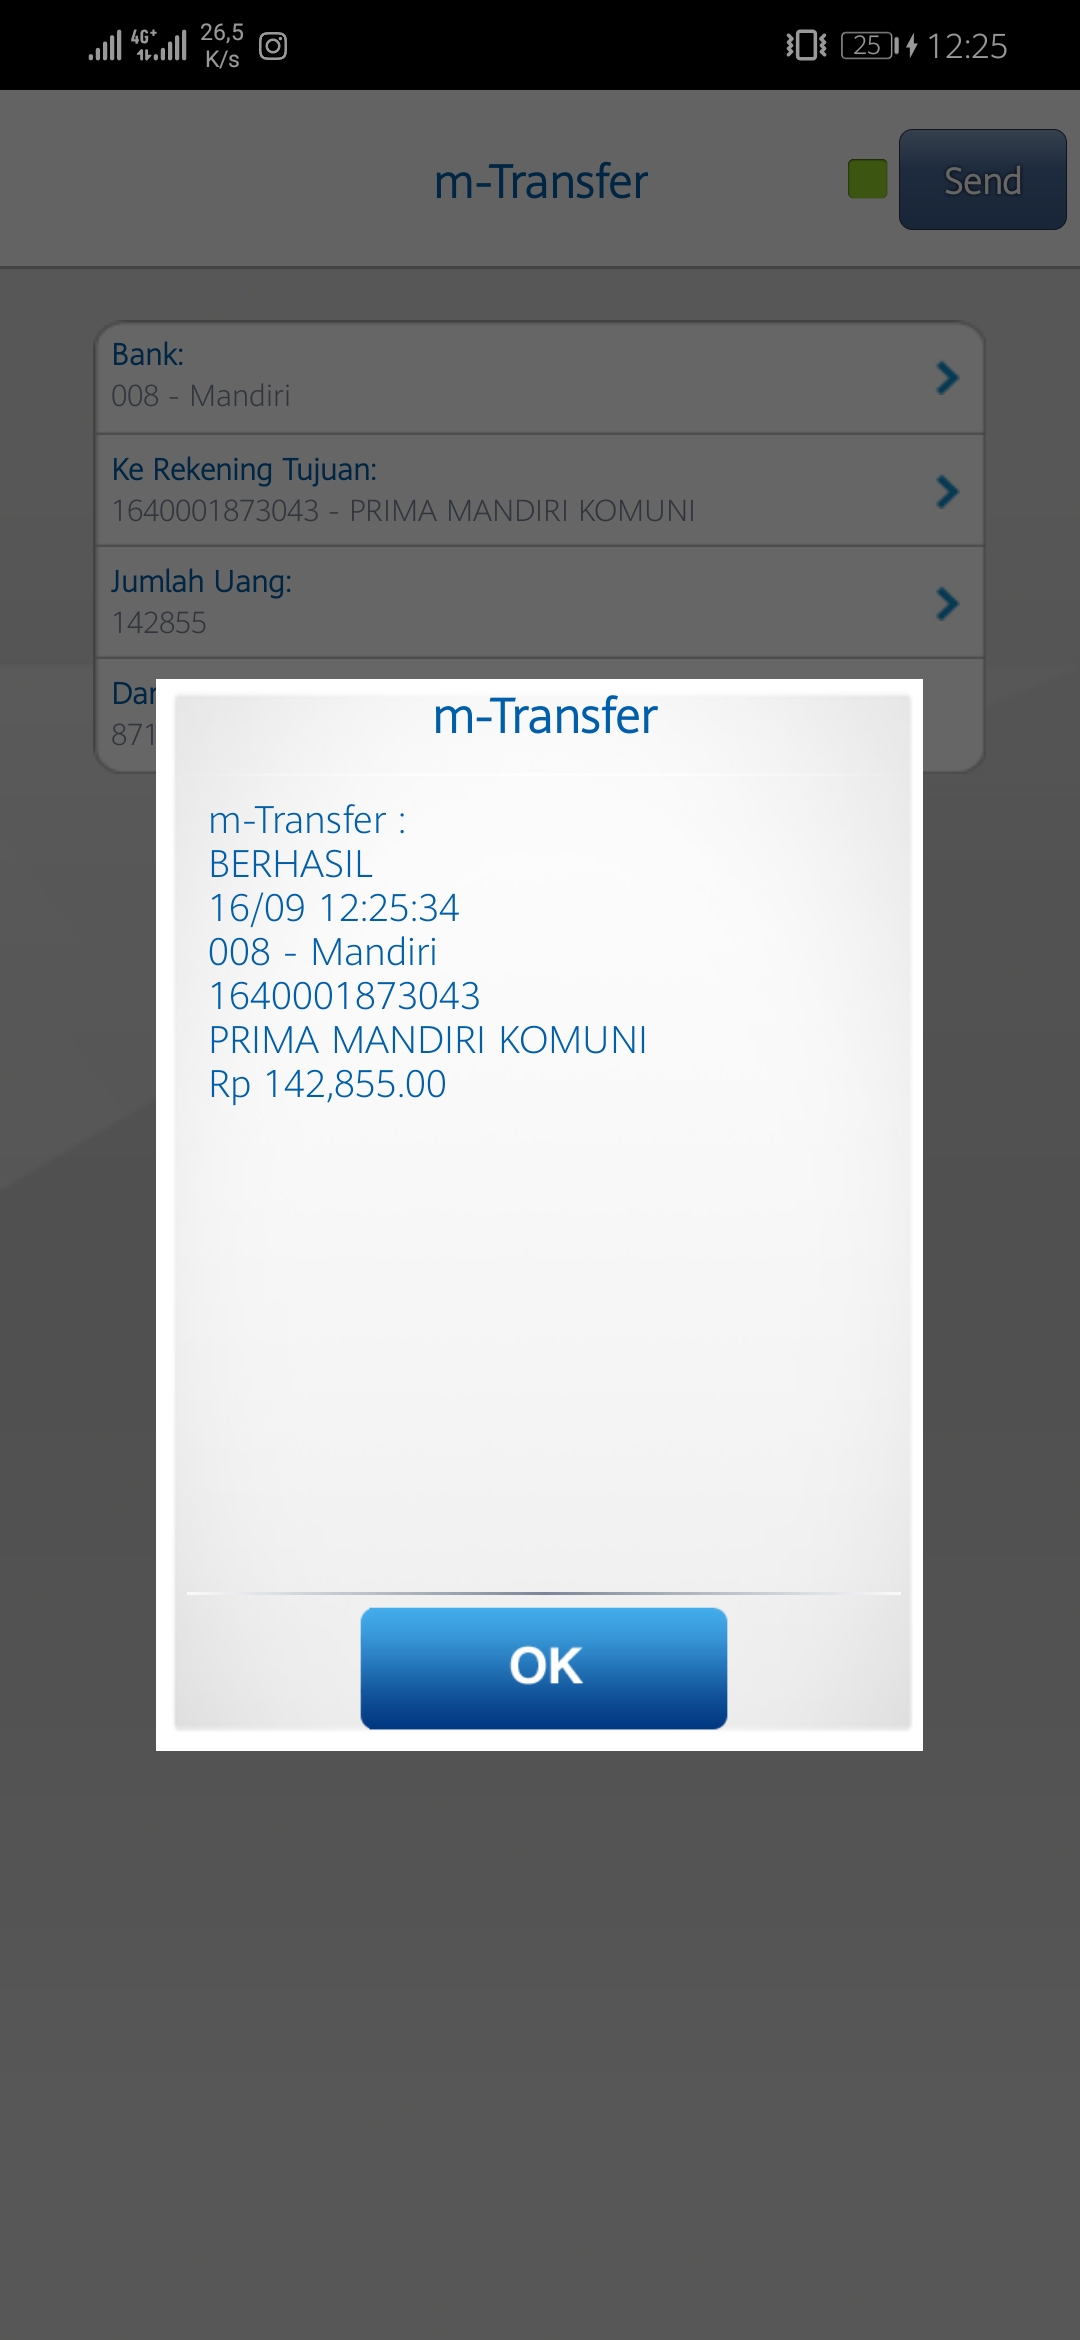 4G+
26,5
K/s
25
12:25
m-Transfer
Send
Bank:
008 - Mandiri
Ke Rekening Tujuan:
1640001873043 - PRIMA MANDIRI KOMUNI
Jumlah Uang:
142855
Dar
871
m-Transfer
m-Transfer :
BERHASIL
16/09 12:25:34
008 - Mandiri
1640001873043
PRIMA MANDIRI KOMUNI
Rp 142,855.00
OK